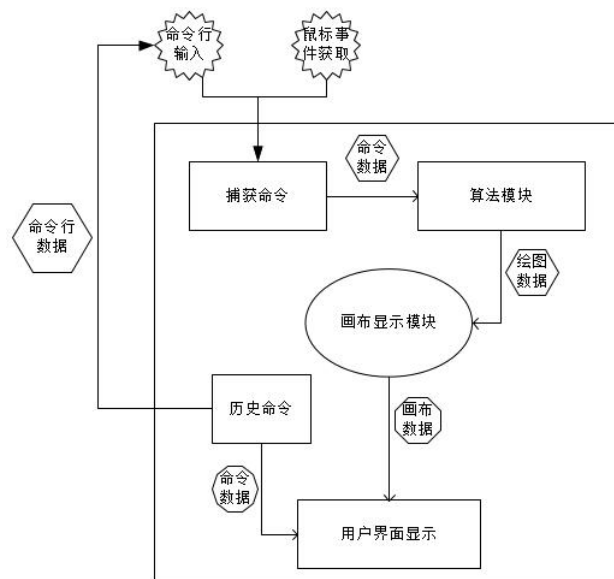 命令行
输入
鼠标事
件获取
命令
数据
捕获命令
算法模块
命令行
数据
绘图
数据
画布显示模块
历史命令
画布
数据
命令
数据
用户界面显示